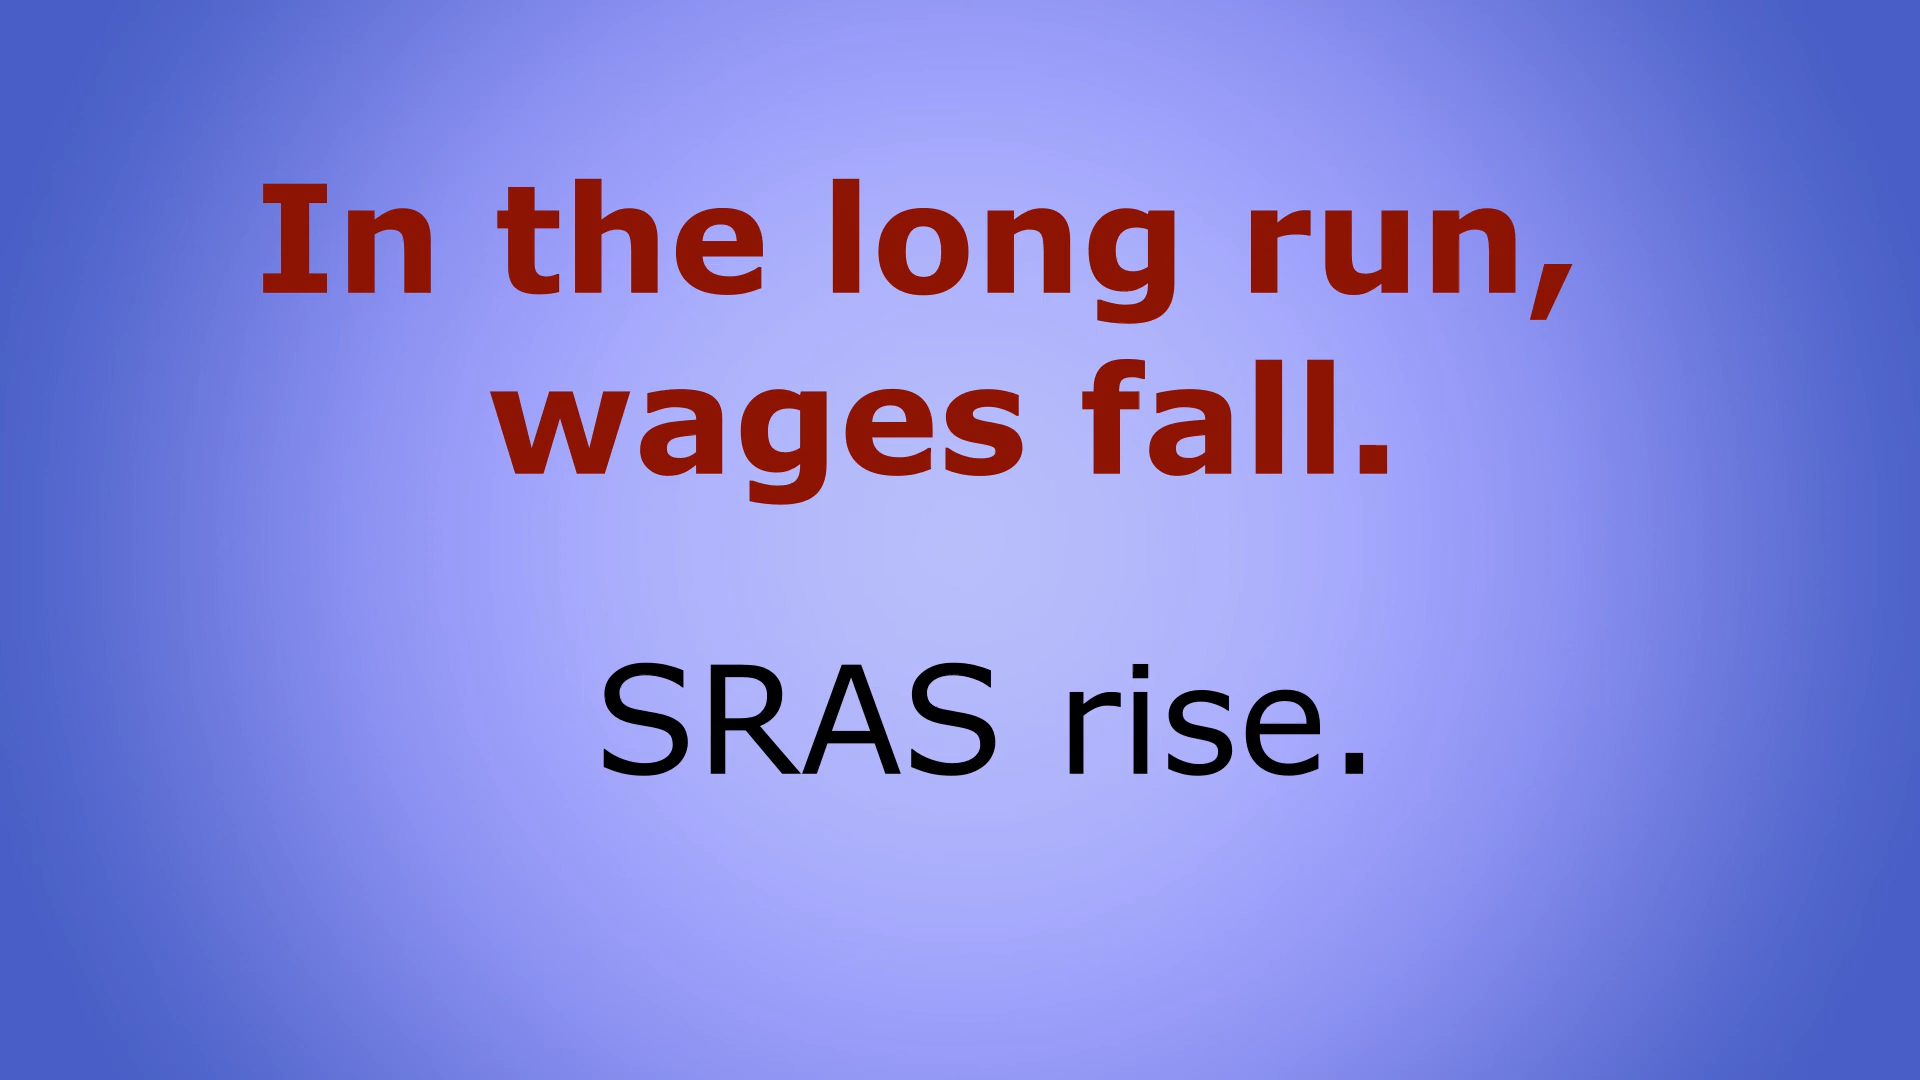 In the long run,
wages fall.
SRAS rise.